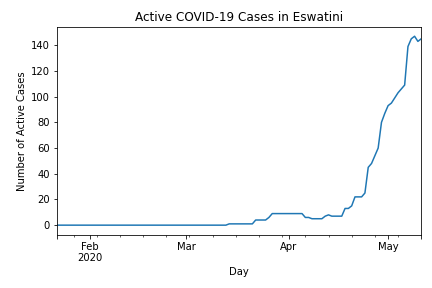 Active COVID-19 Cases in Eswatini
Number of Active Cases
140
120
100
80
60
40
20
0
Feb
2020
Mar
Apr
May
Day